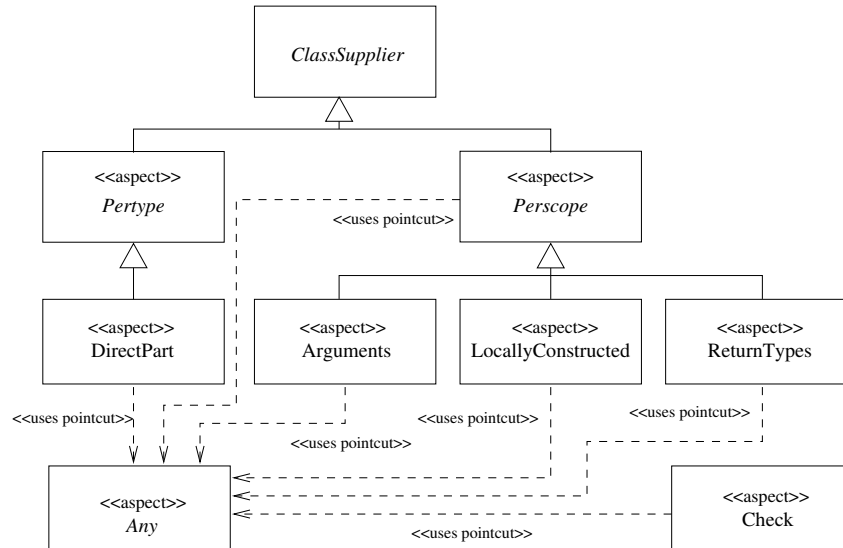 ClassSupplier
<<aspect>>
Pertype
<<aspect>>
Perscope
<<uses pointcut>>
<<aspect>>
DirectPart
<<aspect>>
Arguments
<<aspect>>
LocallyConstructed
<<aspect>>
ReturnTypes
<<uses pointcut>>
<<uses pointcut>>
<<uses pointcut>>
<<uses pointcut>>
<<aspect>>
Any
<<aspect>>
Check
<<uses pointcut>>